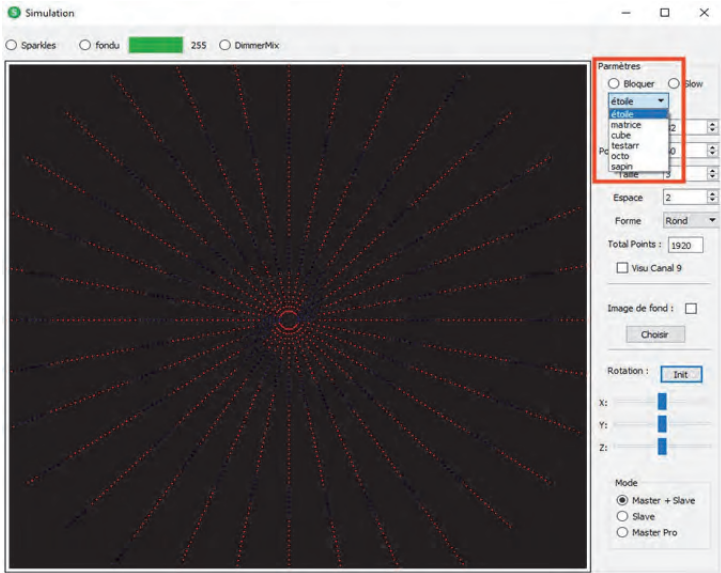 Simulation
Sparkles fondu 255 DimmerMix
Parmètres
Bloquer Slow
étoile
étoile
matrice
cube
testarr
octo
sapin
Taille 3
Espace 2
Forme Rond
Total Points : 1920
Visu Canal 9
Image de fond :
Choisir
Rotation : Init
X:
Y:
Z:
Mode
Master + Slave
Slave
Master Pro